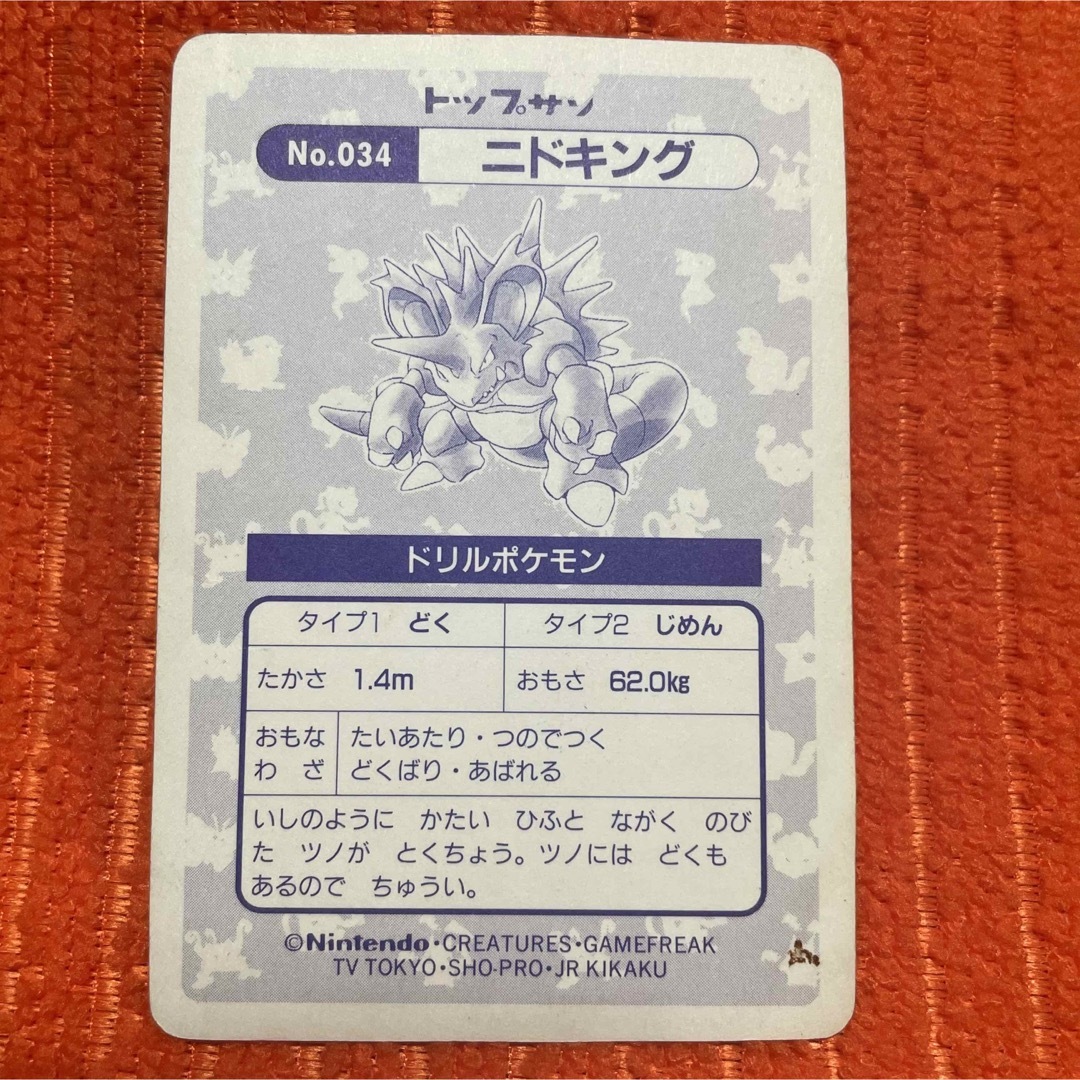 トップサン
No.034 ニドキング
ドリルポケモン
タイプ1 どく タイプ2 じめん
たかさ 1.4m おもさ 62.0kg
おもな たいあたり・つのでつく
わ ざ どくばり・あばれる
いしのように かたい ひふと ながく のび
た ツノが とくちょう。ツノには どくも
あるので ちゅうい。
©Nintendo・CREATURES・GAMEFREAK
TV TOKYO・SHO-PRO・JR KIKAKU